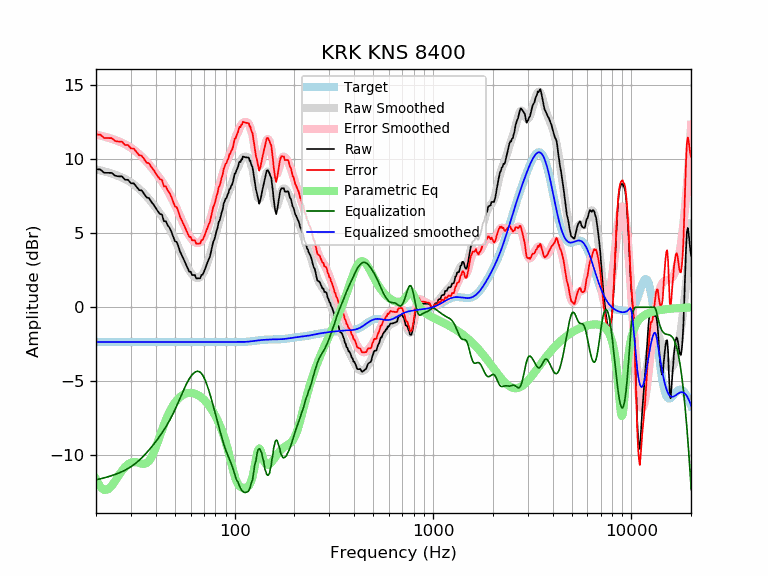 KRK KNS 8400
15
10
5
0
−5
−10
Amplitude (dBr)
Target
Raw Smoothed
Error Smoothed
Raw
Error
Parametric Eq
Equalization
Equalized smoothed
100
1000
10000
Frequency (Hz)